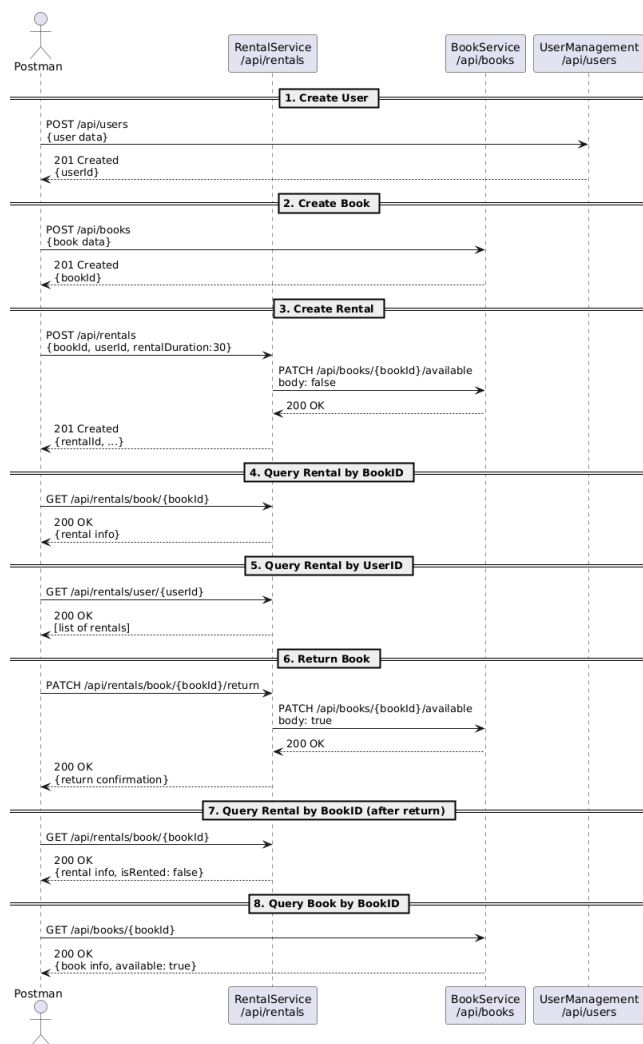 Postman
RentalService
/api/rentals
BookService
/api/books
UserManagement
/api/users
1. Create User
POST /api/users
{user data}
201 Created
{userId}
2. Create Book
POST /api/books
{book data}
201 Created
{bookId}
3. Create Rental
POST /api/rentals
{bookId, userId, rentalDuration:30}
PATCH /api/books/{bookId}/available
body: false
200 OK
201 Created
{rentalId, ...}
4. Query Rental by BookID
GET /api/rentals/book/{bookId}
200 OK
{rental info}
5. Query Rental by UserID
GET /api/rentals/user/{userId}
200 OK
[list of rentals]
6. Return Book
PATCH /api/rentals/book/{bookId}/return
PATCH /api/books/{bookId}/available
body: true
200 OK
200 OK
{return confirmation}
7. Query Rental by BookID (after return)
GET /api/rentals/book/{bookId}
200 OK
{rental info, isRented: false}
8. Query Book by BookID
GET /api/books/{bookId}
200 OK
{book info, available: true}
Postman
RentalService
/api/rentals
BookService
/api/books
UserManagement
/api/users